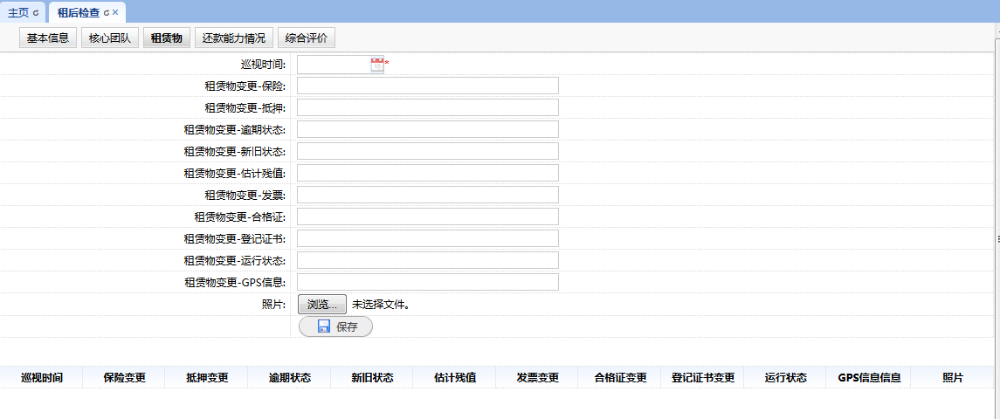 主页 租后检查
基本信息 核心团队 租赁物 还款能力情况 综合评价
巡视时间: *
租赁物变更-保险:
租赁物变更-抵押:
租赁物变更-逾期状态:
租赁物变更-新旧状态:
租赁物变更-估计残值:
租赁物变更-发票:
租赁物变更-合格证:
租赁物变更-登记证书:
租赁物变更-运行状态:
租赁物变更-GPS信息:
照片: 浏览... 未选择文件。
保存
巡视时间 保险变更 抵押变更 逾期状态 新旧状态 估计残值 发票变更 合格证变更 登记证书变更 运行状态 GPS信息信息 照片